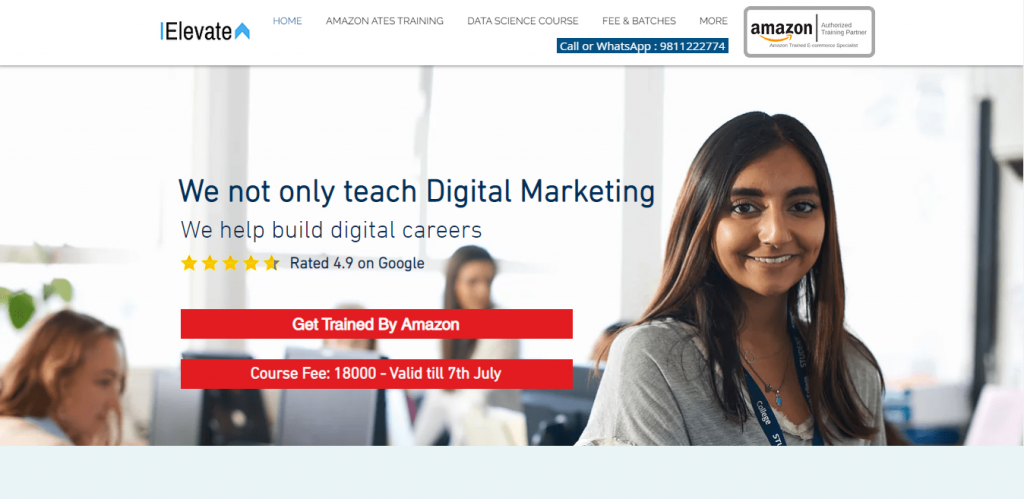 IElevate
HOME
AMAZON ATES TRAINING
DATA SCIENCE COURSE
FEE & BATCHES
MORE
Call or WhatsApp : 9811222774
amazon
Authorized
Training Partner
Amazon Trained E-commerce Specialist
We not only teach Digital Marketing
We help build digital careers
Rated 4.9 on Google
Get Trained By Amazon
Course Fee: 18000 - Valid till 7th July
College